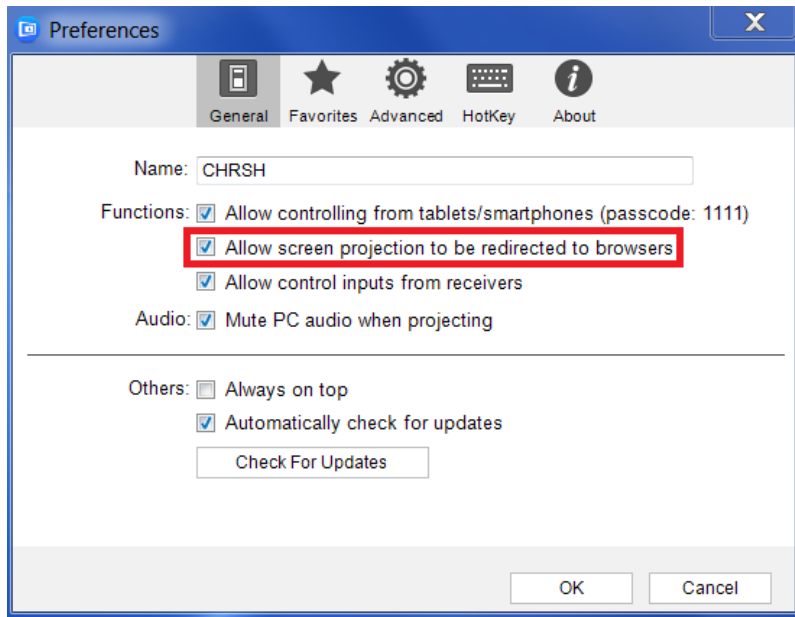 Preferences
X
General Favorites Advanced HotKey About
Name: CHRSH
Functions: Allow controlling from tablets/smartphones (passcode: 1111)
Allow screen projection to be redirected to browsers
Allow control inputs from receivers
Audio: Mute PC audio when projecting
Others: Always on top
Automatically check for updates
Check For Updates
OK Cancel